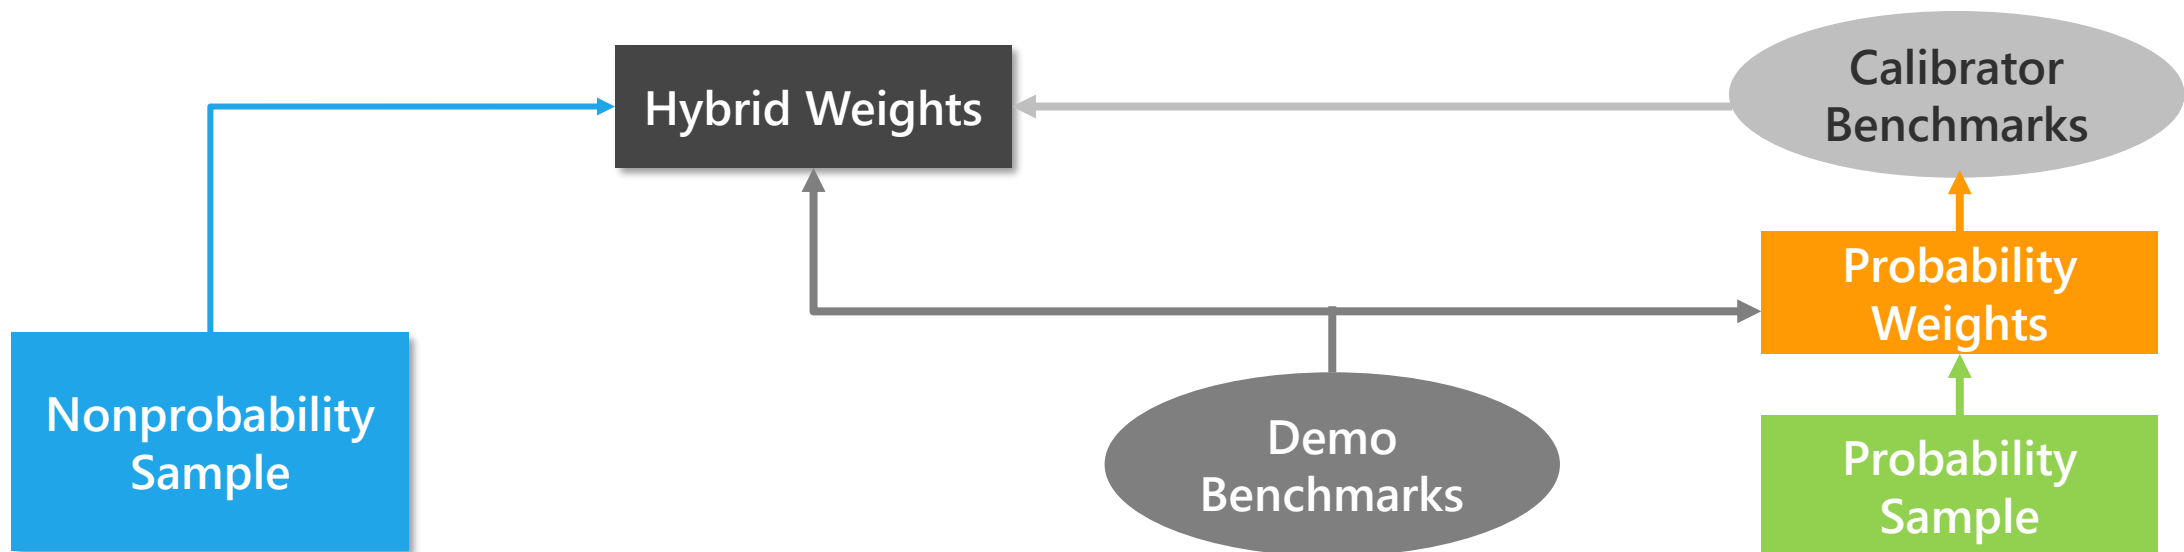 Hybrid Weights
Calibrator
Benchmarks
Probability
Weights
Nonprobability
Sample
Demo
Benchmarks
Probability
Sample